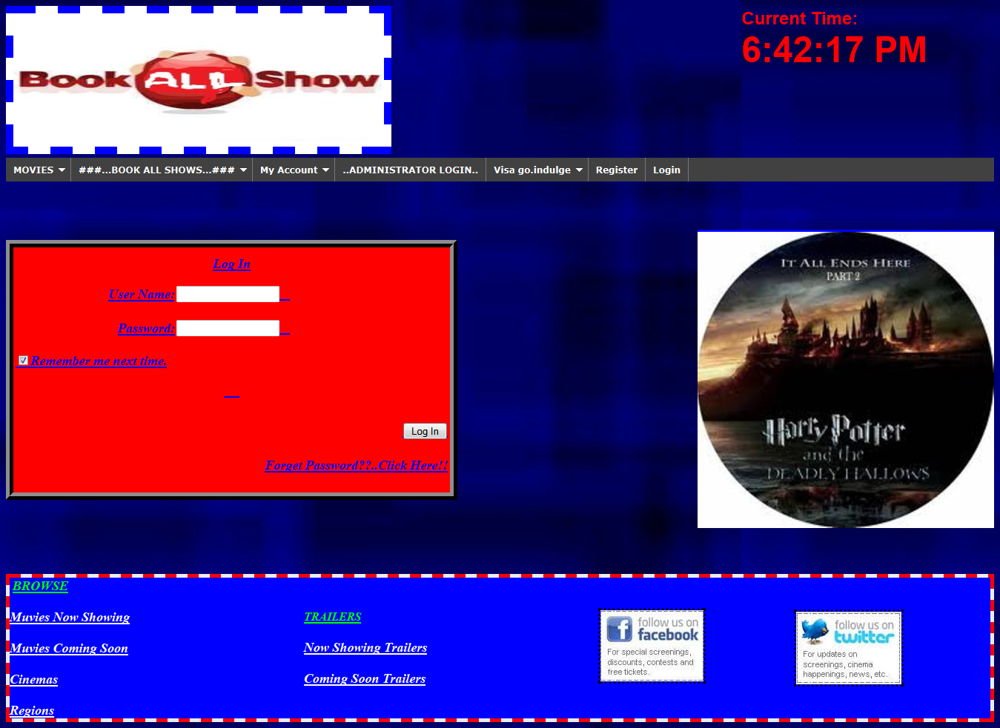 Current Time:
6:42:17 PM
Book ALL Show
MOVIES ###...BOOK ALL SHOWS...### My Account ..ADMINISTRATOR LOGIN.. Visa go.indulge Register Login
Log In
User Name:
Password:
Remember me next time.
Log In
Forget Password??..Click Here!!
IT ALL ENDS HERE
PART 2
HARRY POTTER
and the
DEADLY HALLOWS
BROWSE
Muvies Now Showing
Muvies Coming Soon
Cinemas
Regions
TRAILERS
Now Showing Trailers
Coming Soon Trailers
follow us on
facebook
For special screenings,
discounts, contests and
free tickets.
follow us on
twitter
For updates on
screenings, cinema
happenings, news, etc.